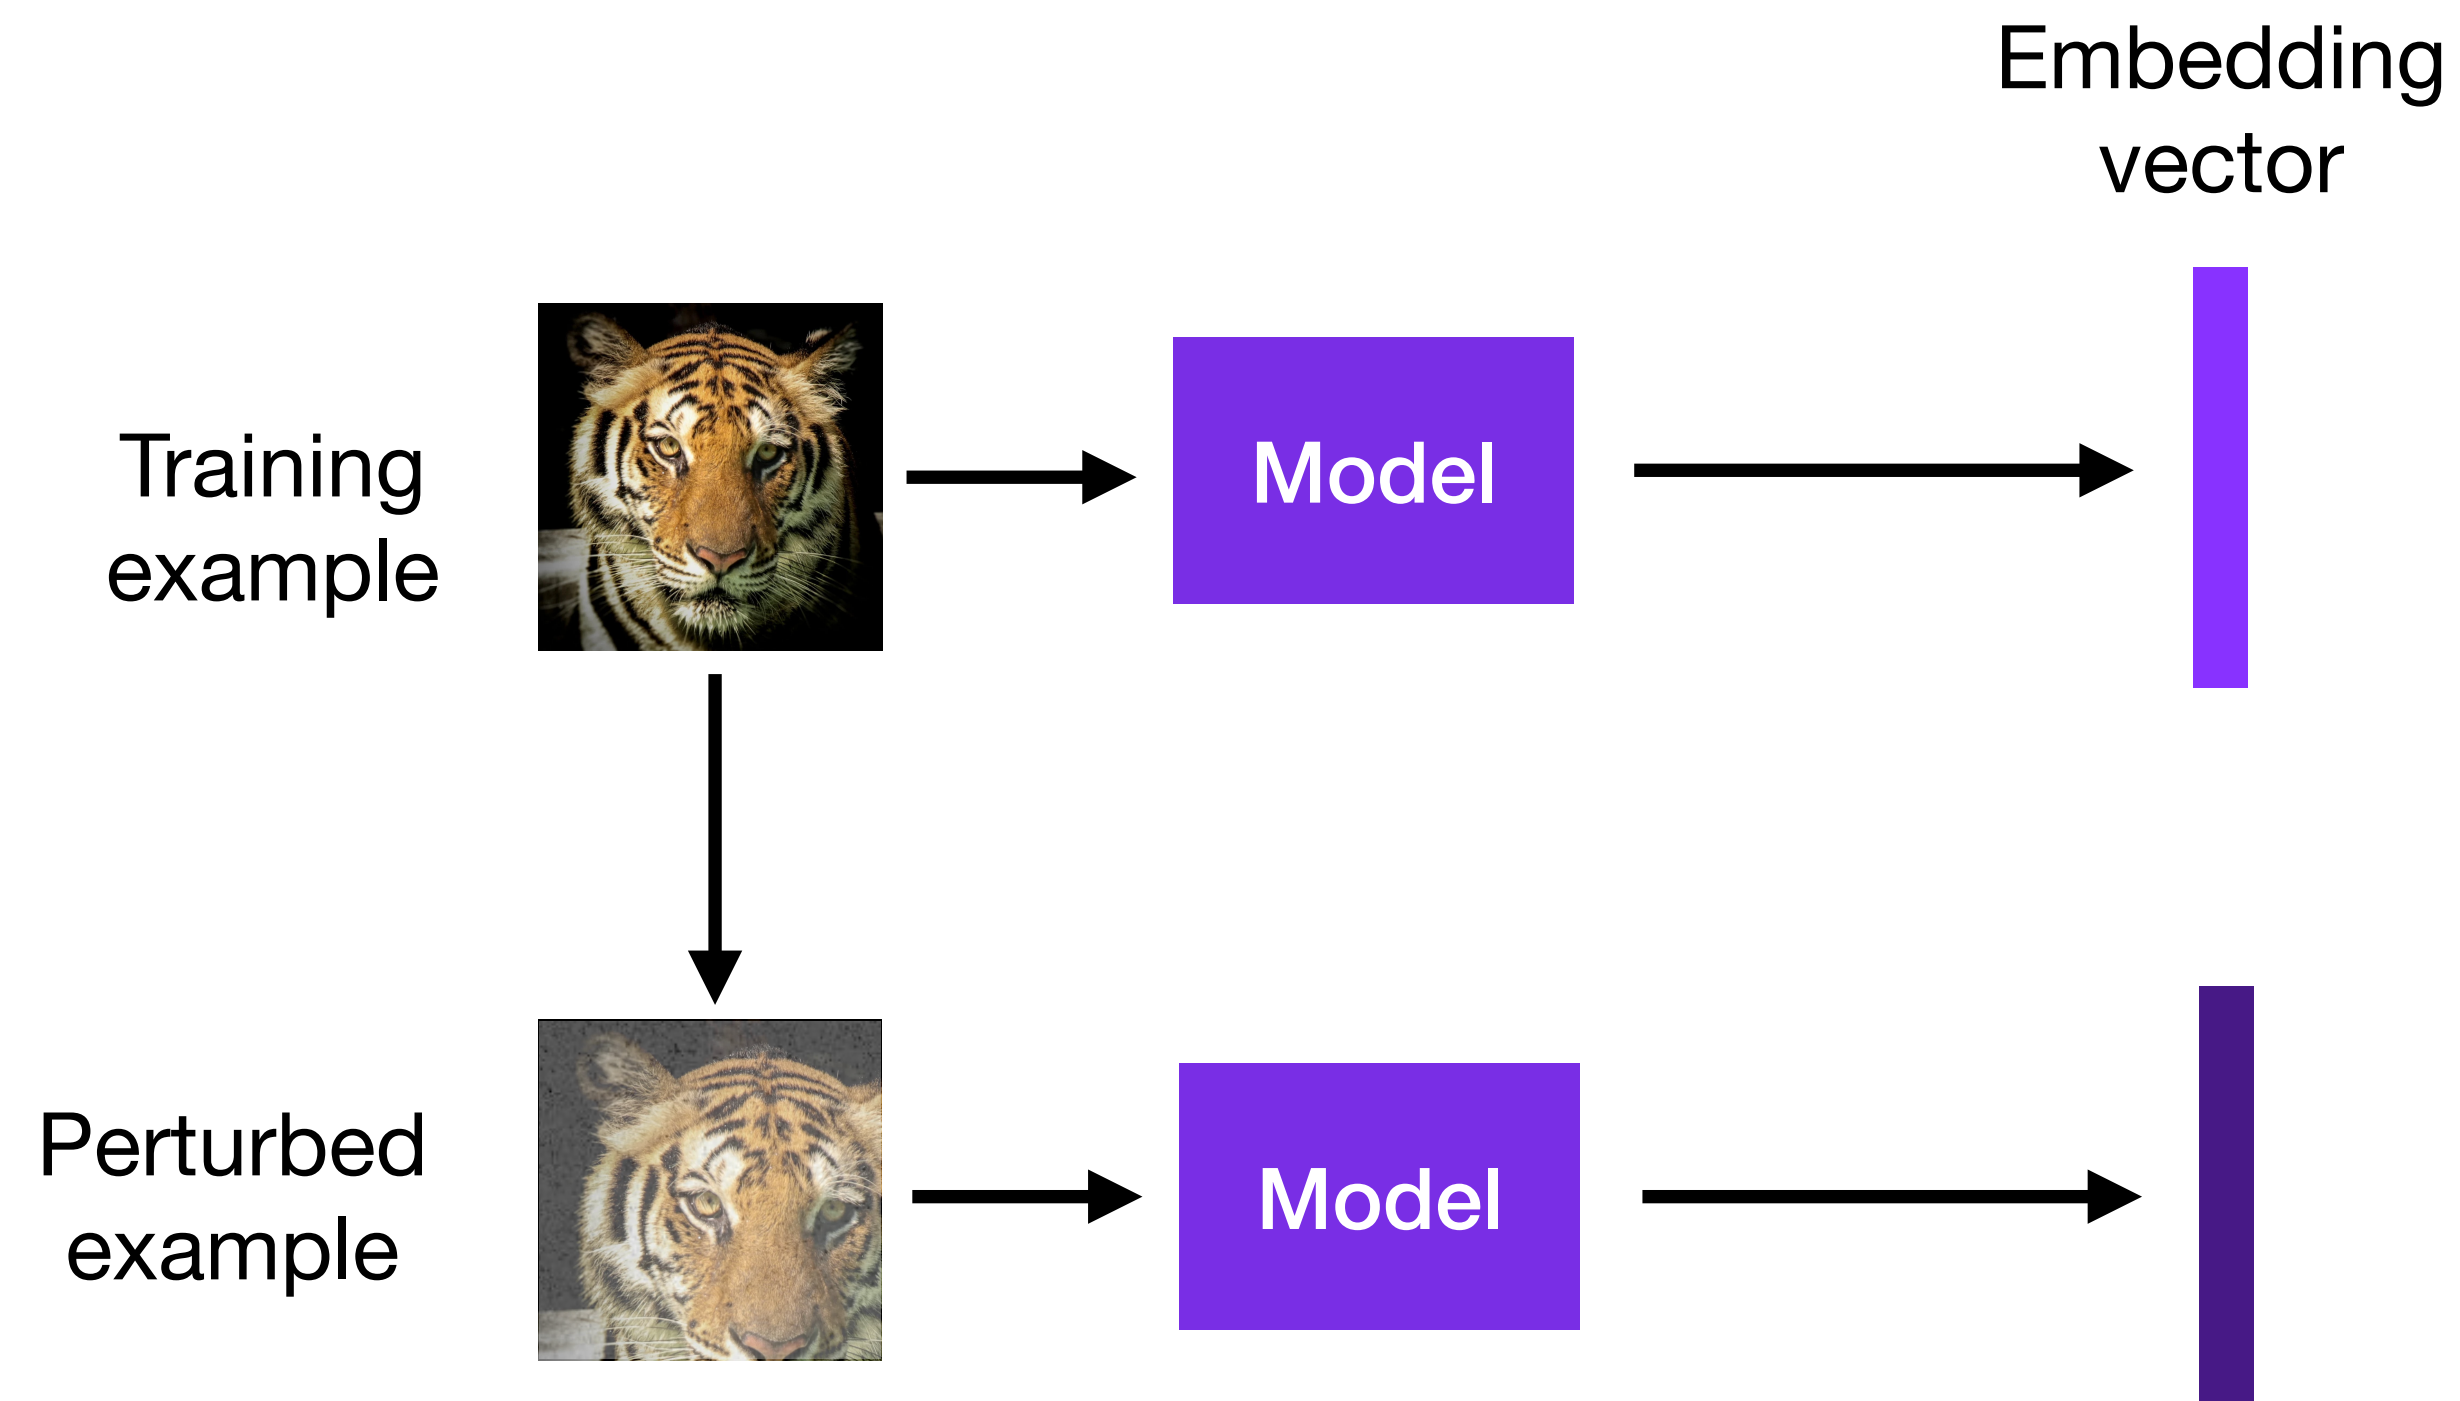 Embedding
vector
Training
example
Model
Perturbed
example
Model